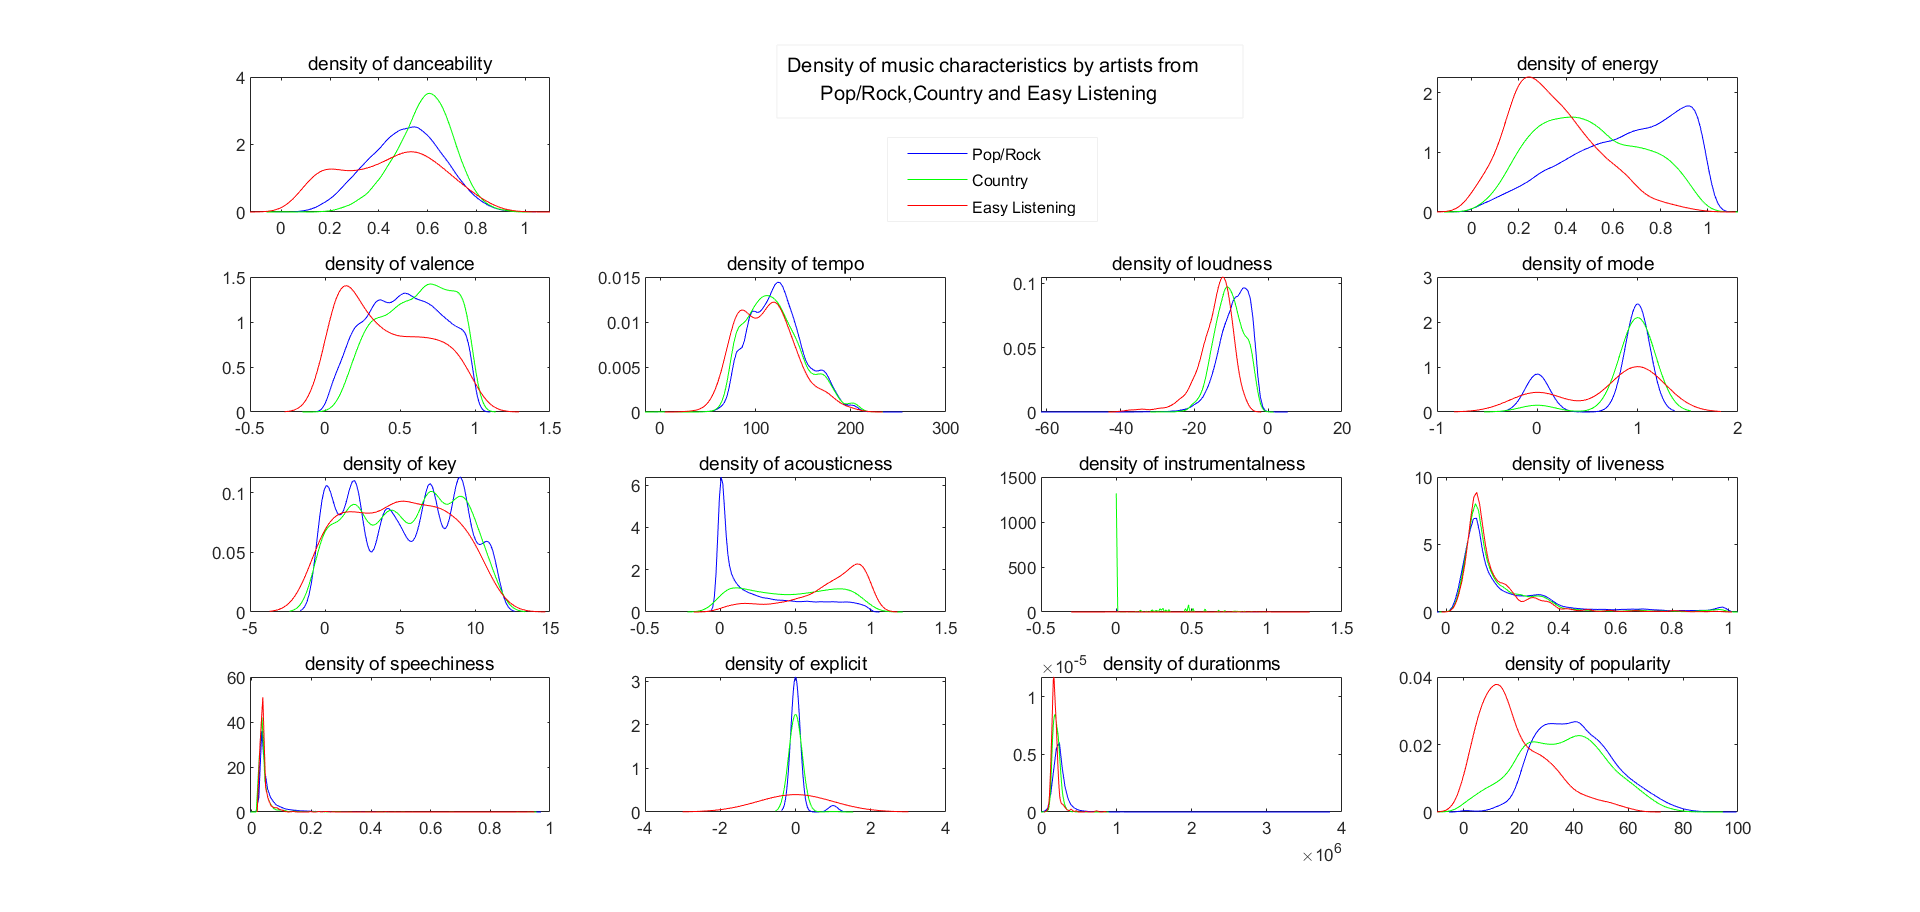 Density of music characteristics by artists from
Pop/Rock,Country and Easy Listening
Pop/Rock
Country
Easy Listening
density of danceability
4
2
0
0 0.2 0.4 0.6 0.8 1
density of energy
2
1
0
0 0.2 0.4 0.6 0.8 1
density of valence
1.5
1
0.5
0
-0.5 0 0.5 1 1.5
density of tempo
0.015
0.01
0.005
0
0 100 200 300
density of loudness
0.1
0.05
0
-60 -40 -20 0 20
density of mode
3
2
1
0
-1 0 1 2
density of key
0.1
0.05
0
-5 0 5 10 15
density of acousticness
6
4
2
0
-0.5 0 0.5 1 1.5
density of instrumentalness
1500
1000
500
0
-0.5 0 0.5 1 1.5
density of liveness
10
5
0
0 0.2 0.4 0.6 0.8 1
density of speechiness
60
40
20
0
0 0.2 0.4 0.6 0.8 1
density of explicit
3
2
1
0
-4 -2 0 2 4
×10-5 density of durationms
1
0.5
0
0 1 2 3 4
×106
density of popularity
0.04
0.02
0
0 20 40 60 80 100